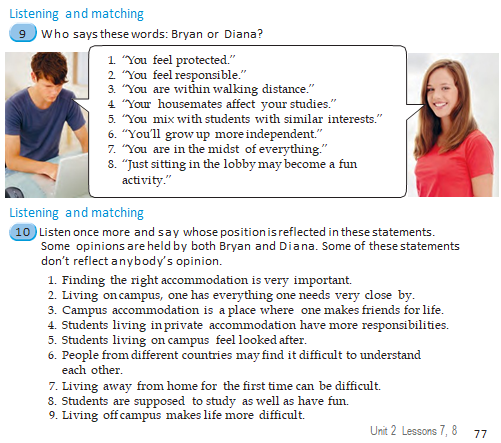 Listening and matching
9 Who says these words: Bryan or Diana?
1. "You feel protected."
2. "You feel responsible."
3. "You are within walking distance."
4. "Your housemates affect your studies."
5. "You mix with students with similar interests."
6. "You'll grow up more independent."
7. "You are in the midst of everything."
8. "Just sitting in the lobby may become a fun
activity."
Listening and matching
10 Listen once more and say whose position is reflected in these statements.
Some opinions are held by both Bryan and Diana. Some of these statements
don't reflect anybody's opinion.
1. Finding the right accommodation is very important.
2. Living on campus, one has everything one needs very close by.
3. Campus accommodation is a place where one makes friends for life.
4. Students living in private accommodation have more responsibilities.
5. Students living on campus feel looked after.
6. People from different countries may find it difficult to understand
each other.
7. Living away from home for the first time can be difficult.
8. Students are supposed to study as well as have fun.
9. Living off campus makes life more difficult.
Unit 2 Lessons 7, 8 77